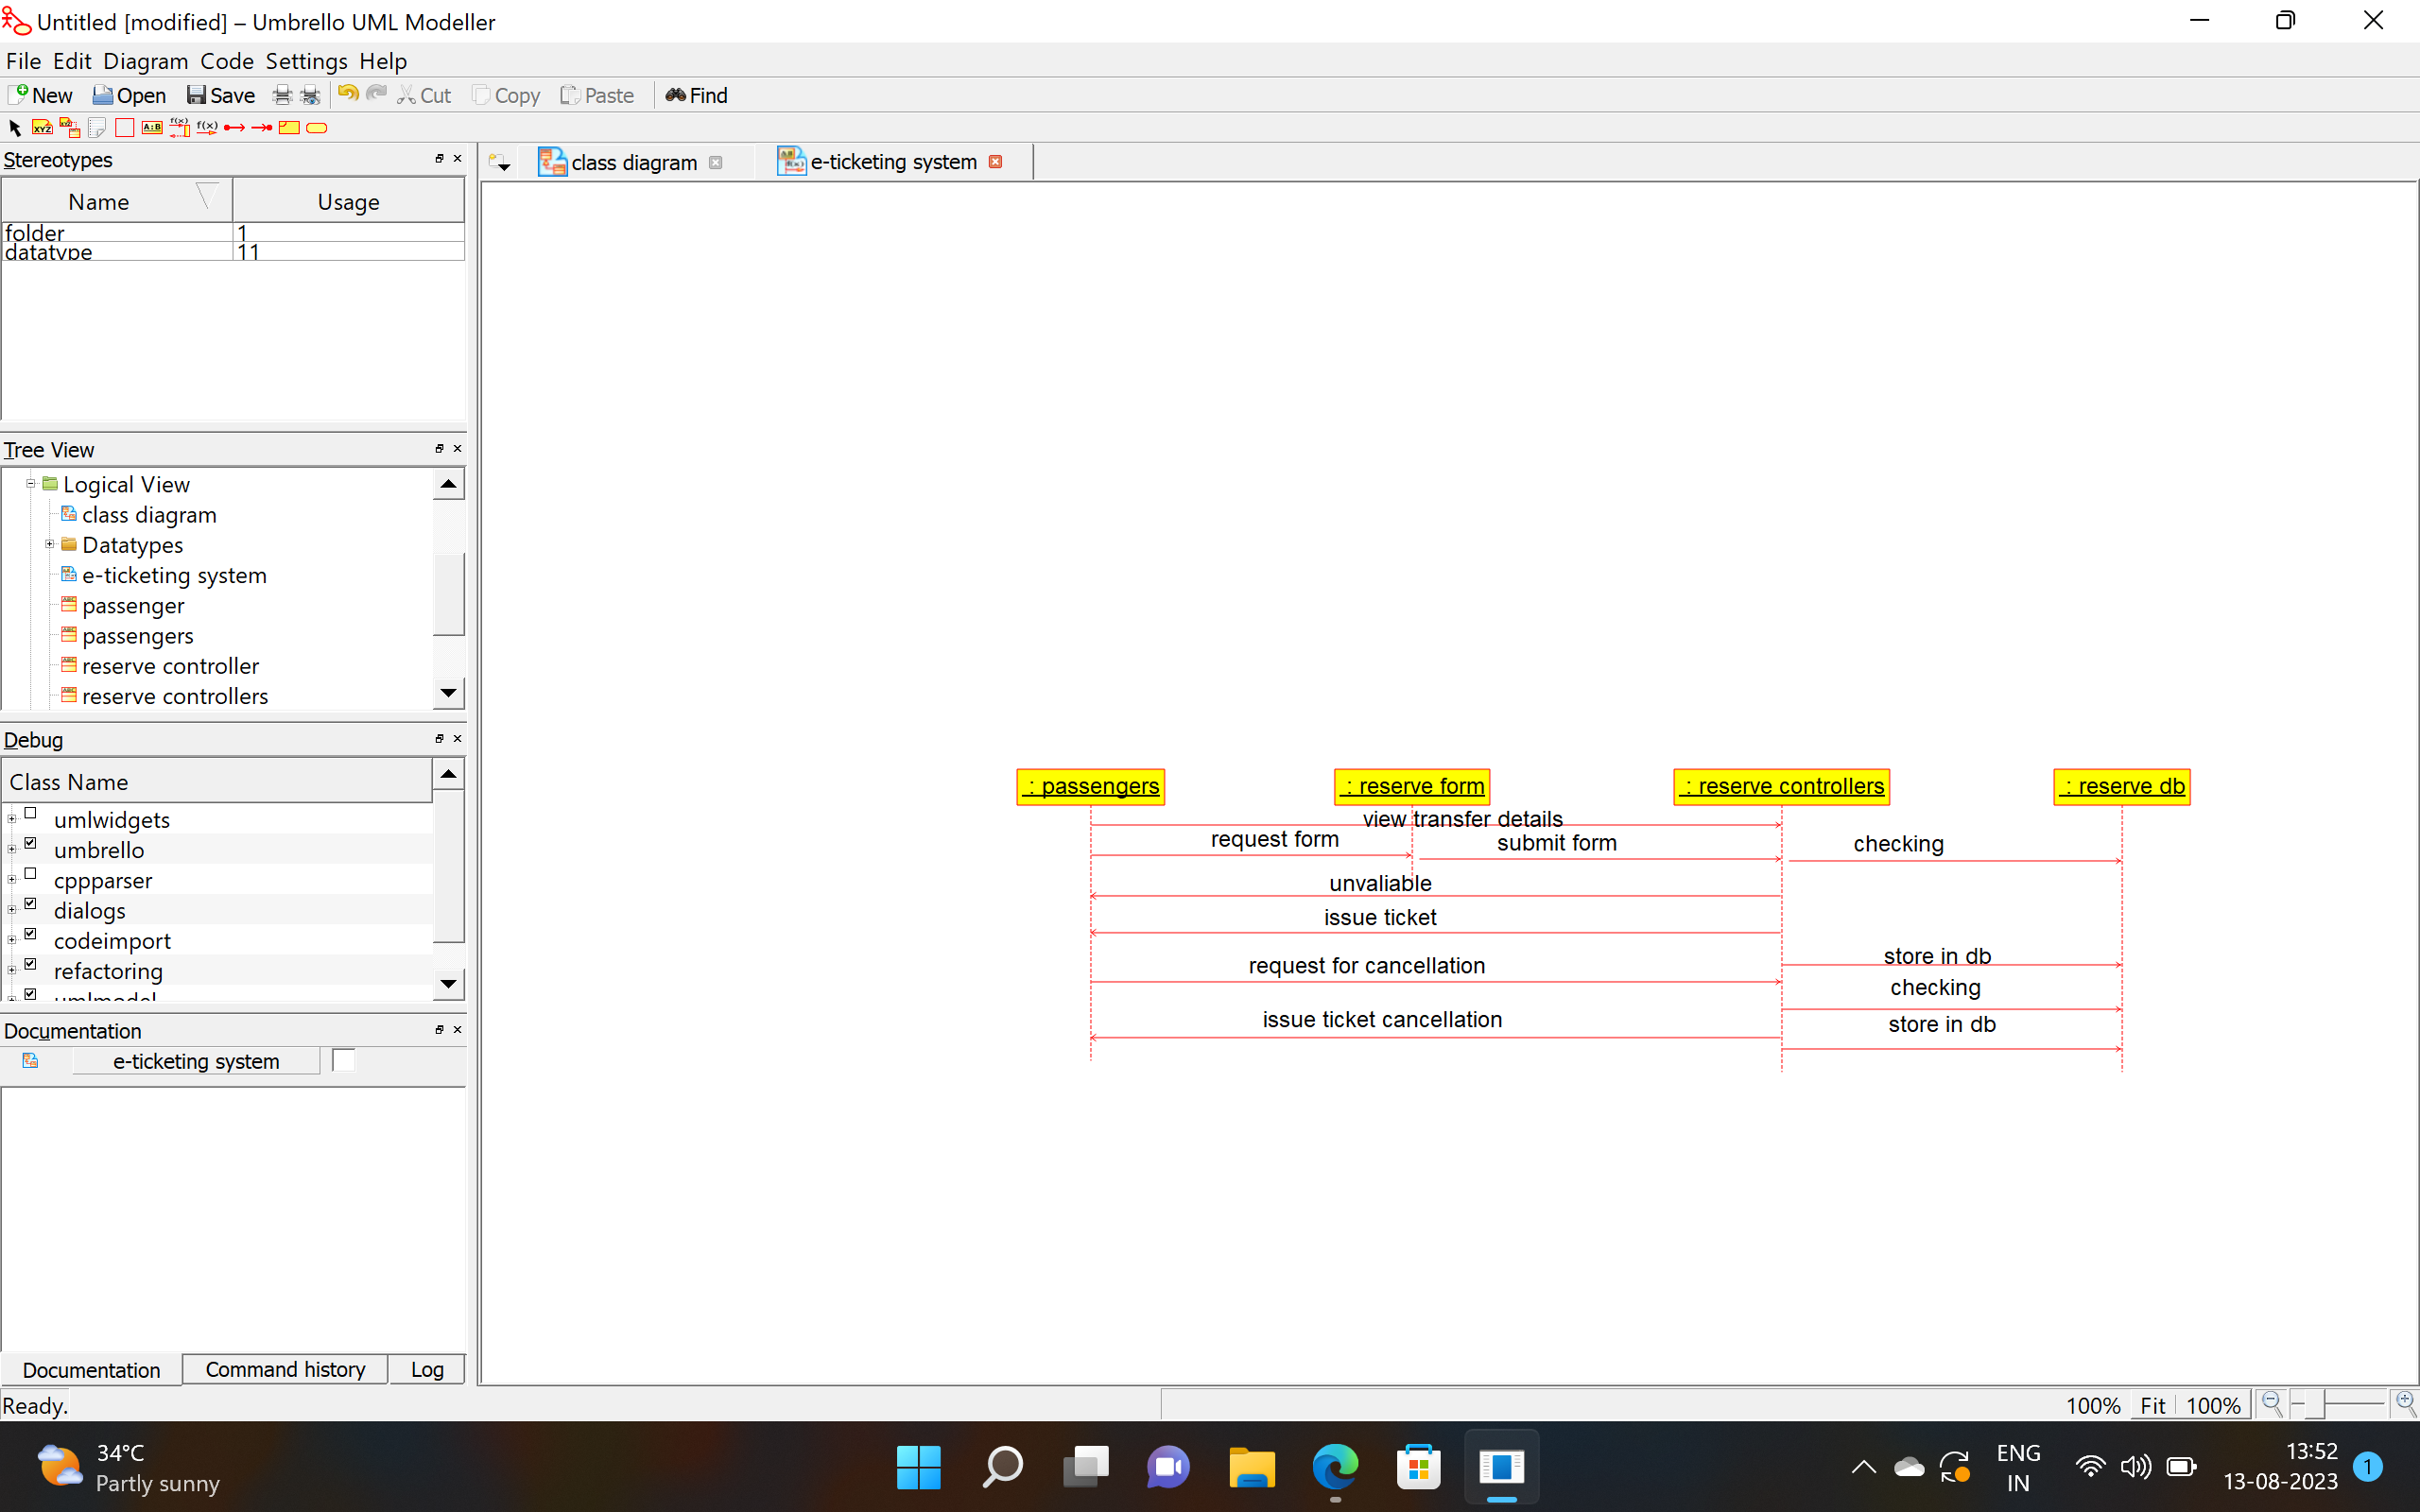 Untitled [modified] – Umbrello UML Modeller
File Edit Diagram Code Settings Help
New Open Save Cut Copy Paste Find
Stereotypes
class diagram e-ticketing system
Name Usage
folder 1
datatype 11
Tree View
Logical View
class diagram
Datatypes
e-ticketing system
passenger
passengers
reserve controller
reserve controllers
Debug
Class Name
umlwidgets
umbrello
cppparser
dialogs
codeimport
refactoring
umlmodel
: passengers : reserve form : reserve controllers : reserve db
view transfer details
request form submit form checking
unvaliable
issue ticket
store in db
request for cancellation
checking
issue ticket cancellation
store in db
Documentation
e-ticketing system
Documentation Command history Log
Ready. 100% Fit 100%
34°C
Partly sunny
ENG
IN
13:52
13-08-2023
1